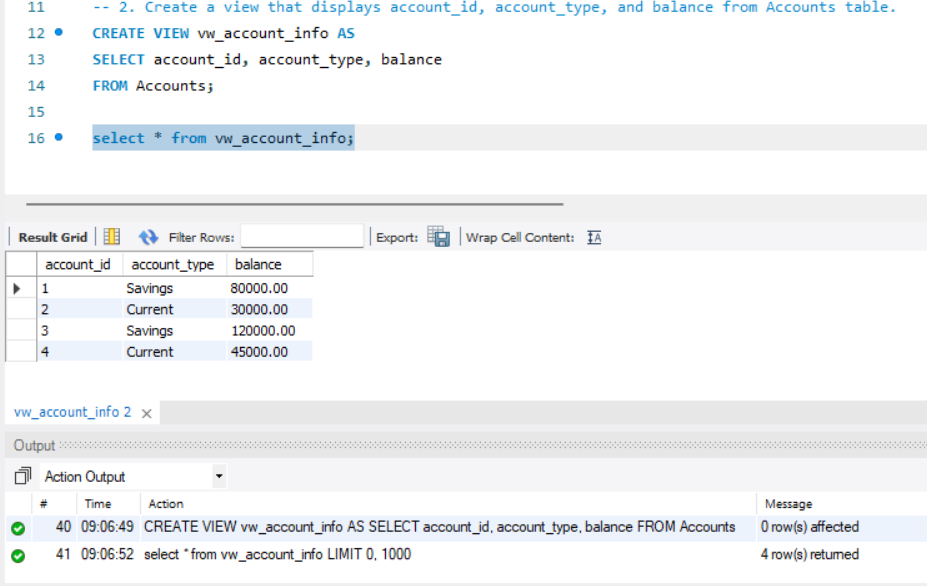 11 -- 2. Create a view that displays account_id, account_type, and balance from Accounts table.
12 CREATE VIEW vw_account_info AS
13 SELECT account_id, account_type, balance
14 FROM Accounts;
15
16 select * from vw_account_info;
Result Grid Filter Rows: Export: Wrap Cell Content: IA
account_id account_type balance
1 Savings 80000.00
2 Current 30000.00
3 Savings 120000.00
4 Current 45000.00
vw_account_info 2 ×
Output
Action Output
# Time Action Message
40 09:06:49 CREATE VIEW vw_account_info AS SELECT account_id, account_type, balance FROM Accounts 0 row(s) affected
41 09:06:52 select * from vw_account_info LIMIT 0, 1000 4 row(s) returned